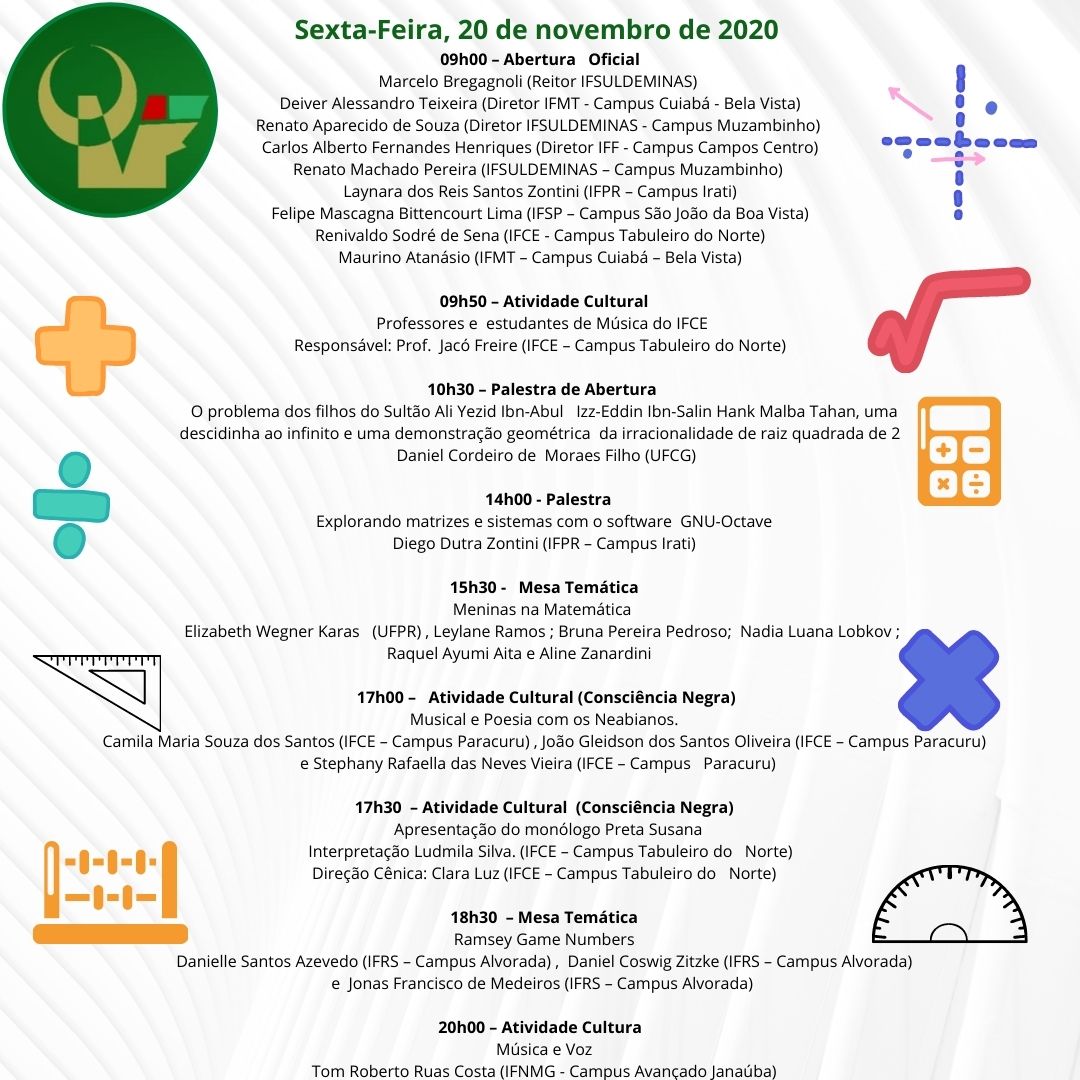 Sexta-Feira, 20 de novembro de 2020
09h00 – Abertura Oficial
Marcelo Bregagnoli (Reitor IFSULDEMINAS)
Deiver Alessandro Teixeira (Diretor IFMT - Campus Cuiabá - Bela Vista)
Renato Aparecido de Souza (Diretor IFSULDEMINAS - Campus Muzambinho)
Carlos Alberto Fernandes Henriques (Diretor IFF - Campus Campos Centro)
Renato Machado Pereira (IFSULDEMINAS – Campus Muzambinho)
Laynara dos Reis Santos Zontini (IFPR – Campus Irati)
Felipe Mascagna Bittencourt Lima (IFSP – Campus São João da Boa Vista)
Renivaldo Sodré de Sena (IFCE - Campus Tabuleiro do Norte)
Maurino Atanásio (IFMT – Campus Cuiabá – Bela Vista)
09h50 – Atividade Cultural
Professores e estudantes de Música do IFCE
Responsável: Prof. Jacó Freire (IFCE – Campus Tabuleiro do Norte)
10h30 – Palestra de Abertura
O problema dos filhos do Sultão Ali Yezid Ibn-Abul Izz-Eddin Ibn-Salin Hank Malba Tahan, uma
descidinha ao infinito e uma demonstração geométrica da irracionalidade de raiz quadrada de 2
Daniel Cordeiro de Moraes Filho (UFCG)
14h00 - Palestra
Explorando matrizes e sistemas com o software GNU-Octave
Diego Dutra Zontini (IFPR – Campus Irati)
15h30 - Mesa Temática
Meninas na Matemática
Elizabeth Wegner Karas (UFPR) , Leylane Ramos ; Bruna Pereira Pedroso; Nadia Luana Lobkov ;
Raquel Ayumi Aita e Aline Zanardini
17h00 – Atividade Cultural (Consciência Negra)
Musical e Poesia com os Neabianos.
Camila Maria Souza dos Santos (IFCE – Campus Paracuru) , João Gleidson dos Santos Oliveira (IFCE – Campus Paracuru)
e Stephany Rafaella das Neves Vieira (IFCE – Campus Paracuru)
17h30 – Atividade Cultural (Consciência Negra)
Apresentação do monólogo Preta Susana
Interpretação Ludmila Silva. (IFCE – Campus Tabuleiro do Norte)
Direção Cênica: Clara Luz (IFCE – Campus Tabuleiro do Norte)
18h30 – Mesa Temática
Ramsey Game Numbers
Danielle Santos Azevedo (IFRS – Campus Alvorada) , Daniel Coswig Zitzke (IFRS – Campus Alvorada)
e Jonas Francisco de Medeiros (IFRS – Campus Alvorada)
20h00 – Atividade Cultura
Música e Voz
Tom Roberto Ruas Costa (IFNMG - Campus Avançado Janaúba)